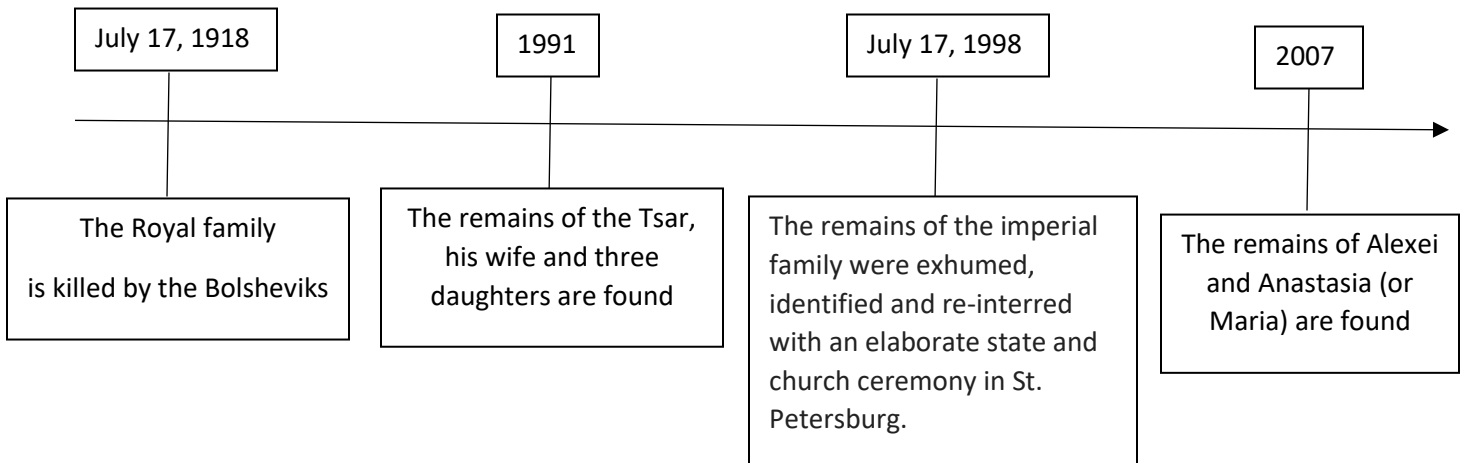 July 17, 1918
1991
July 17, 1998
2007
The Royal family
is killed by the Bolsheviks
The remains of the Tsar,
his wife and three
daughters are found
The remains of the imperial
family were exhumed,
identified and re-interred
with an elaborate state and
church ceremony in St.
Petersburg.
The remains of Alexei
and Anastasia (or
Maria) are found